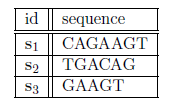 id sequence
s1 CAGAAGT
s2 TGACAG
s3 GAAGT